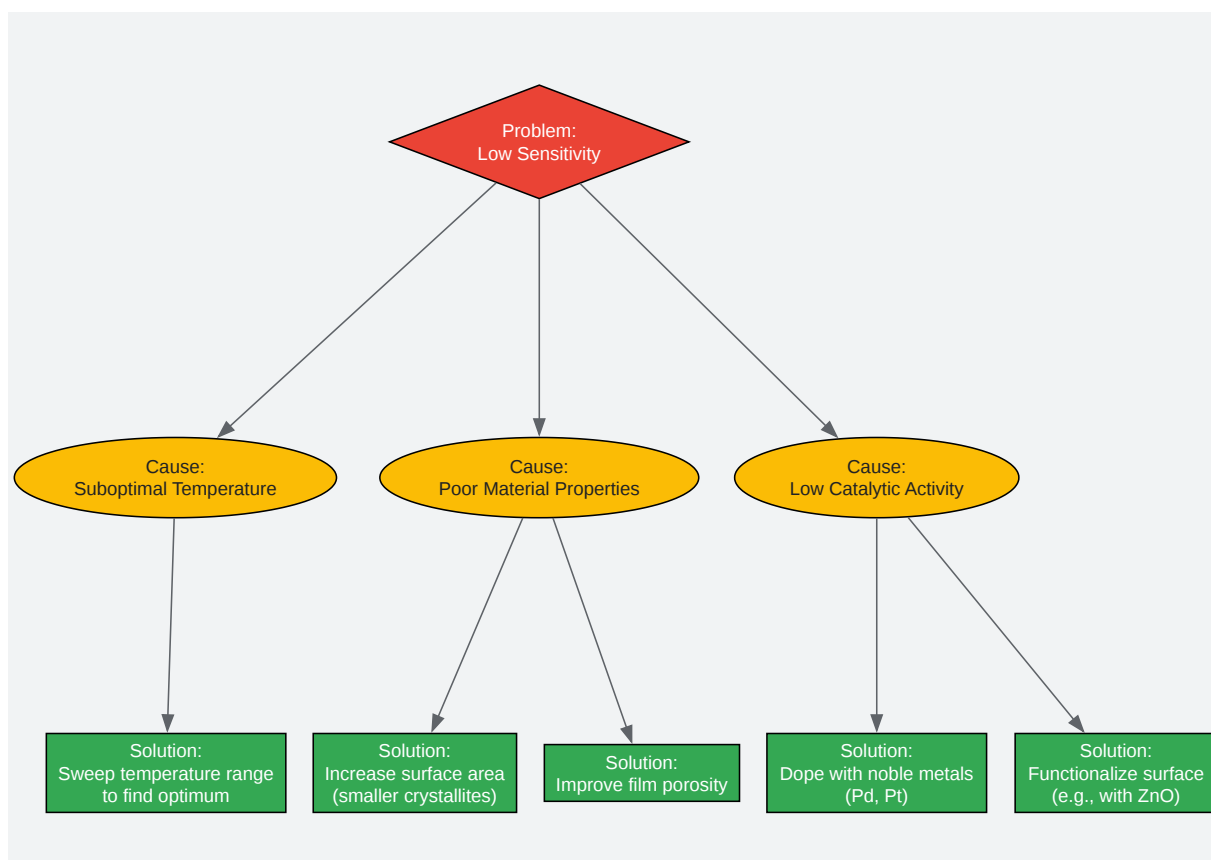 Problem:
Low Sensitivity
Cause:
Suboptimal Temperature
Cause:
Poor Material Properties
Cause:
Low Catalytic Activity
Solution:
Sweep temperature range
to find optimum
Solution:
Increase surface area
(smaller crystallites)
Solution:
Improve film porosity
Solution:
Dope with noble metals
(Pd, Pt)
Solution:
Functionalize surface
(e.g., with ZnO)